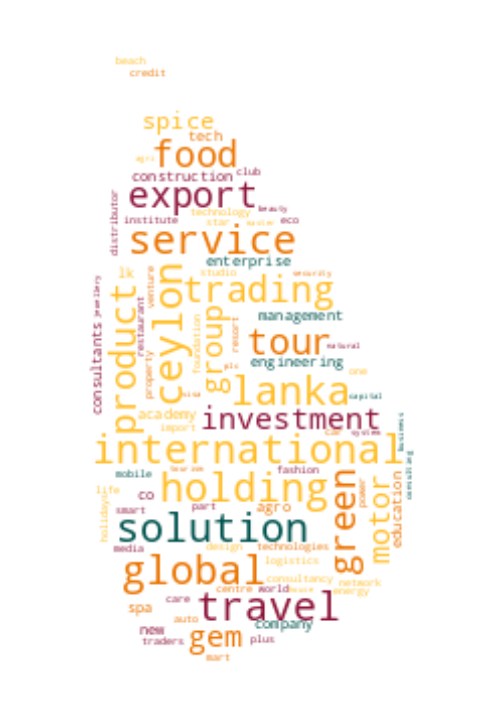 beach
credit
spice
tech
agri
food
construction
club
export
distributor
beauty
technology
institute
star
eco
service
enterprise
lk
studio
security
venture
ceylon
trading
jewellery
product
restaurant
management
group
foundation
resort
tour
natural
consultants
property
engineering
plc
one
lanka
visa
capital
academy
investment
import
car
system
business
international
consulting
mobile
tourism
fashion
holding
green
power
motor
education
life
holidays
co
smart
part
agro
solution
media
design
technologies
logistics
global
consultancy
network
centre
world
energy
care
travel
spa
auto
company
new
gem
traders
plus
mart